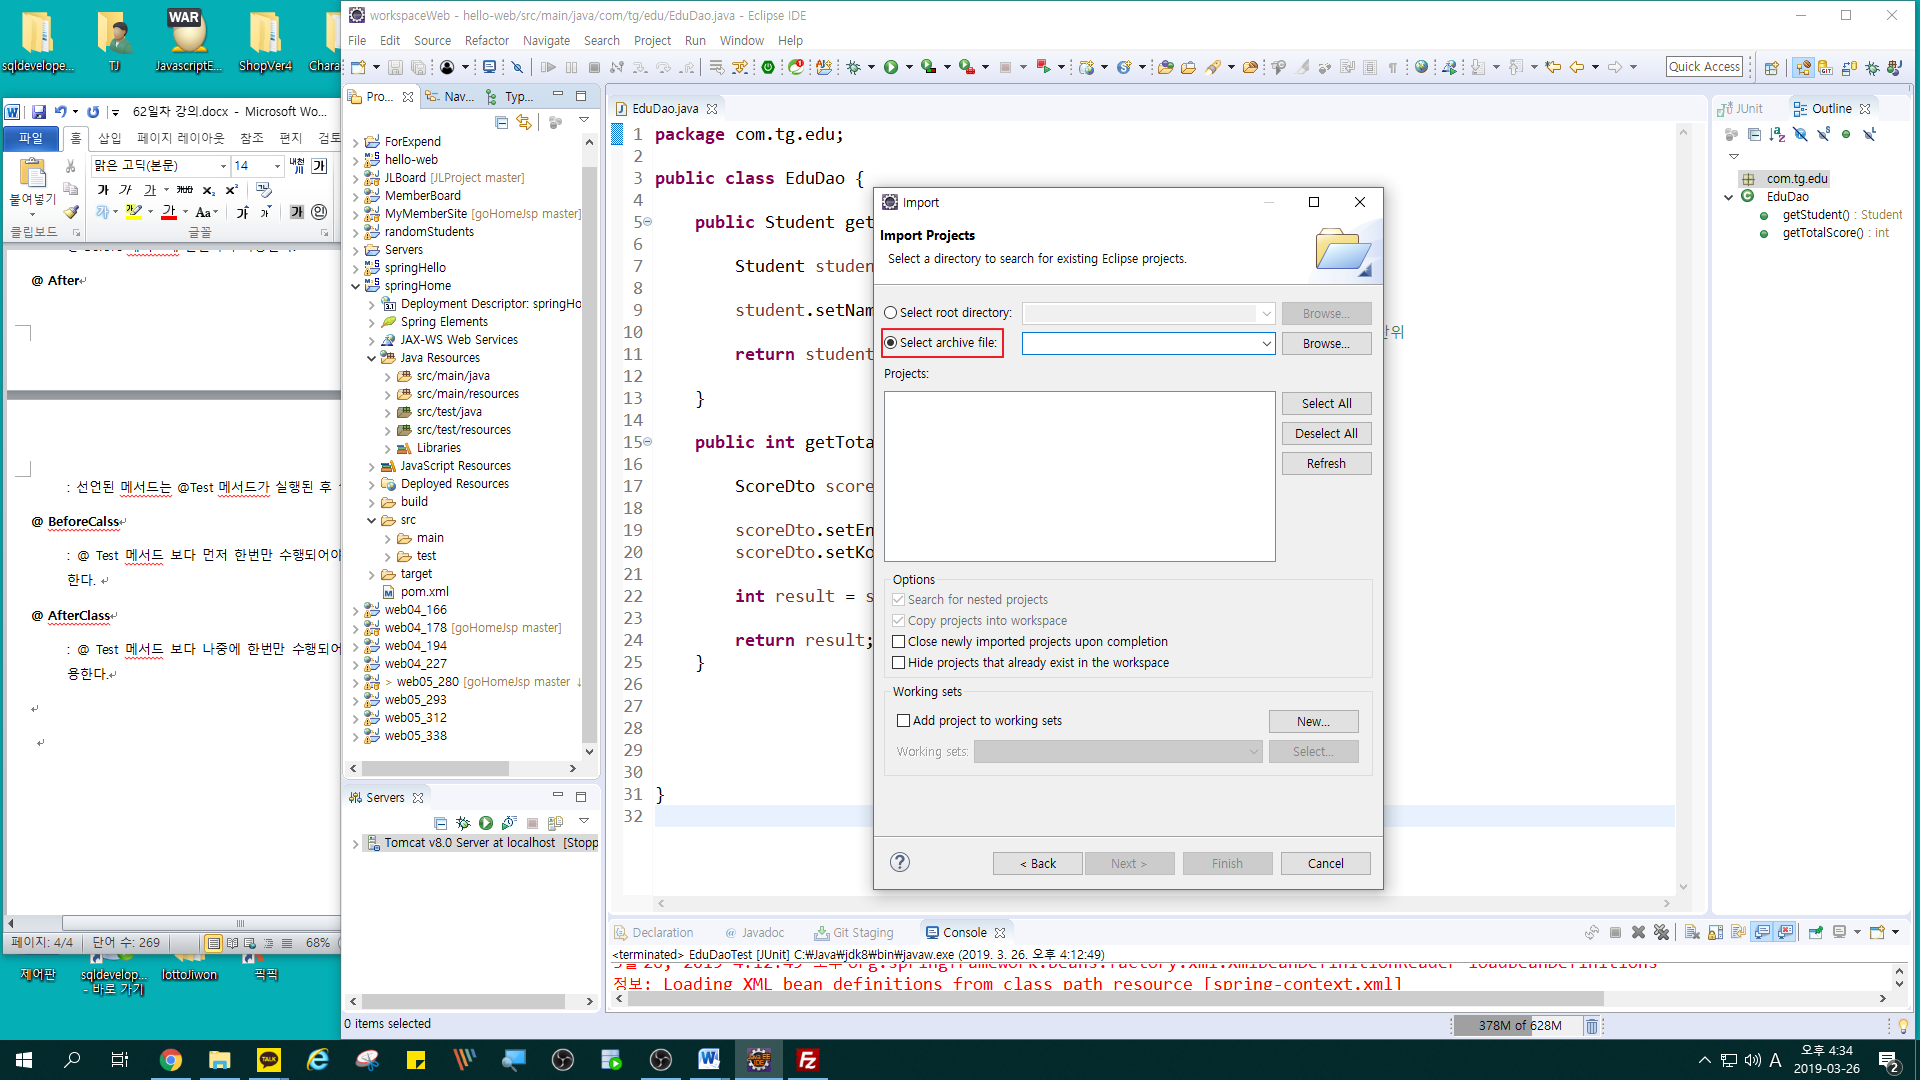 sqldevelope...
TJ
WAR
JavascriptE...
ShopVer4
Chara
62일차 강의.docx - Microsoft Wo...
파일
홈
삽입
페이지 레이아웃
참조
편지
검토
맑은 고딕(본문)
14
붙여넣기
클립보드
글꼴
@ After
: 선언된 메서드는 @Test 메서드가 실행된 후
@ BeforeCalss
: @ Test 메서드 보다 먼저 한번만 수행되어야
한다.
@ AfterClass
: @ Test 메서드 보다 나중에 한번만 수행되어
용한다.
페이지: 4/4
단어 수: 269
68%
제어판
sqldevelop...
- 바로 가기
lottoJiwon
픽픽
workspaceWeb - hello-web/src/main/java/com/tg/edu/EduDao.java - Eclipse IDE
File Edit Source Refactor Navigate Search Project Run Window Help
Quick Access
Pro...
Nav...
Typ...
ForExpend
hello-web
JLBoard [JLProject master]
MemberBoard
MyMemberSite [goHomeJsp master]
randomStudents
Servers
springHello
springHome
Deployment Descriptor: springHo
Spring Elements
JAX-WS Web Services
Java Resources
src/main/java
src/main/resources
src/test/java
src/test/resources
Libraries
JavaScript Resources
Deployed Resources
build
src
main
test
target
pom.xml
web04_166
web04_178 [goHomeJsp master]
web04_194
web04_227
> web05_280 [goHomeJsp master ↓
web05_293
web05_312
web05_338
Servers
Tomcat v8.0 Server at localhost [Stopp
0 items selected
EduDao.java
1 package com.tg.edu;
2
3 public class EduDao {
4
5 public Student get
6
7 Student studen
8
9 student.setNam
10 단위
11 return student
12
13 }
14
15 public int getTota
16
17 ScoreDto score
18
19 scoreDto.setEn
20 scoreDto.setKo
21
22 int result = s
23
24 return result;
25 }
26
27
28
29
30
31 }
32
Import
Import Projects
Select a directory to search for existing Eclipse projects.
Select root directory:
Browse...
Select archive file:
Browse...
Projects:
Select All
Deselect All
Refresh
Options
Search for nested projects
Copy projects into workspace
Close newly imported projects upon completion
Hide projects that already exist in the workspace
Working sets
Add project to working sets
New...
Working sets:
Select...
< Back
Next >
Finish
Cancel
JUnit
Outline
com.tg.edu
EduDao
getStudent() : Student
getTotalScore() : int
Declaration
Javadoc
Git Staging
Console
<terminated> EduDaoTest [JUnit] C:₩Java₩jdk8₩bin₩javaw.exe (2019. 3. 26. 오후 4:12:49)
3월 26, 2019 4:12:49 오후 org.springframework.beans.factory.xml.XmlBeanDefinitionReader loadBeanDefinitions
정보: Loading XML bean definitions from class path resource [spring-context.xml]
378M of 628M
TALK
A
오후 4:34
2019-03-26
2